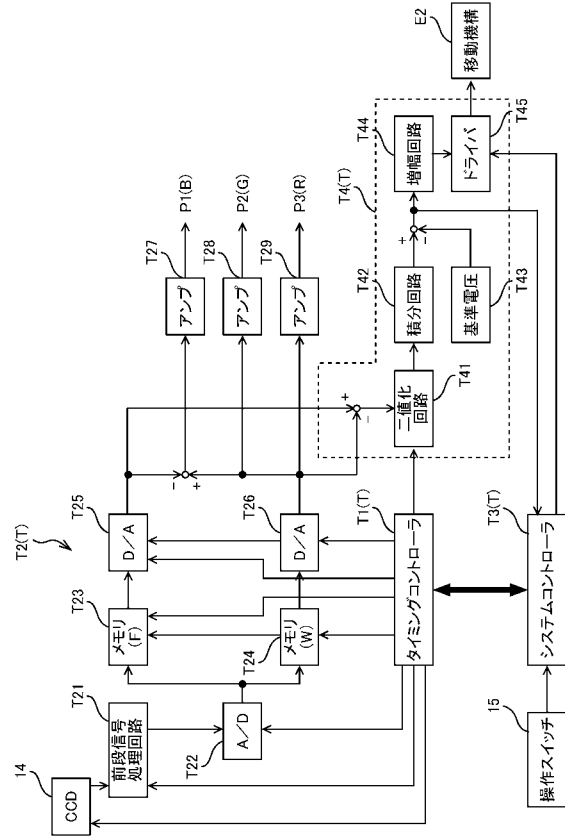 T2(T)
14
CCD
T21
前段信号
処理回路
T22
A/D
T23
メモリ
(F)
T24
メモリ
(W)
T25
D/A
T26
D/A
T27
アンプ
P1(B)
T28
アンプ
P2(G)
T29
アンプ
P3(R)
−
+
+
−
T1(T)
タイミングコントローラ
T4(T)
T41
二値化
回路
T42
積分回路
T43
基準電圧
+
−
T44
増幅回路
T45
ドライバ
E2
移動機構
15
操作スイッチ
T3(T)
システムコントローラ